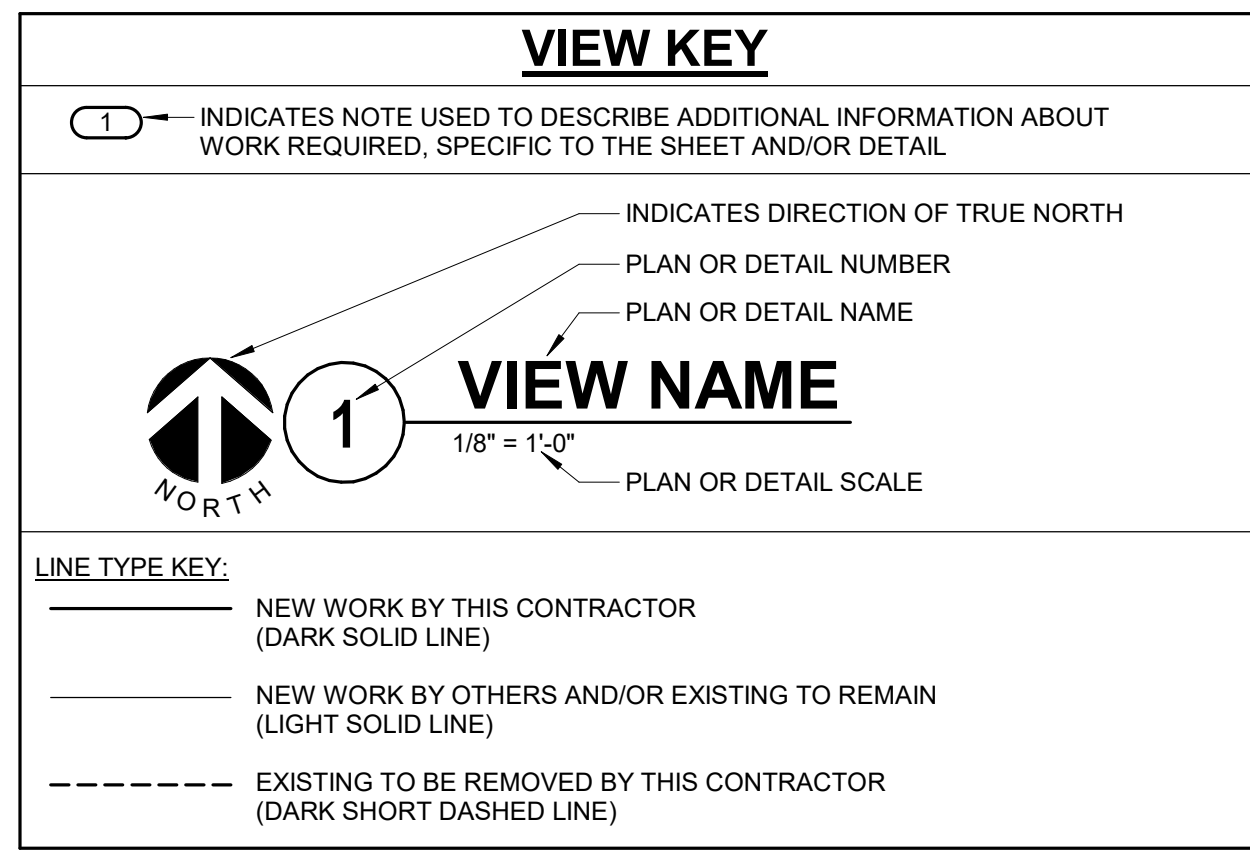 VIEW KEY
1
INDICATES NOTE USED TO DESCRIBE ADDITIONAL INFORMATION ABOUT
WORK REQUIRED, SPECIFIC TO THE SHEET AND/OR DETAIL
INDICATES DIRECTION OF TRUE NORTH
PLAN OR DETAIL NUMBER
PLAN OR DETAIL NAME
NORTH
1
VIEW NAME
1/8" = 1'-0"
PLAN OR DETAIL SCALE
LINE TYPE KEY:
NEW WORK BY THIS CONTRACTOR
(DARK SOLID LINE)
NEW WORK BY OTHERS AND/OR EXISTING TO REMAIN
(LIGHT SOLID LINE)
EXISTING TO BE REMOVED BY THIS CONTRACTOR
(DARK SHORT DASHED LINE)